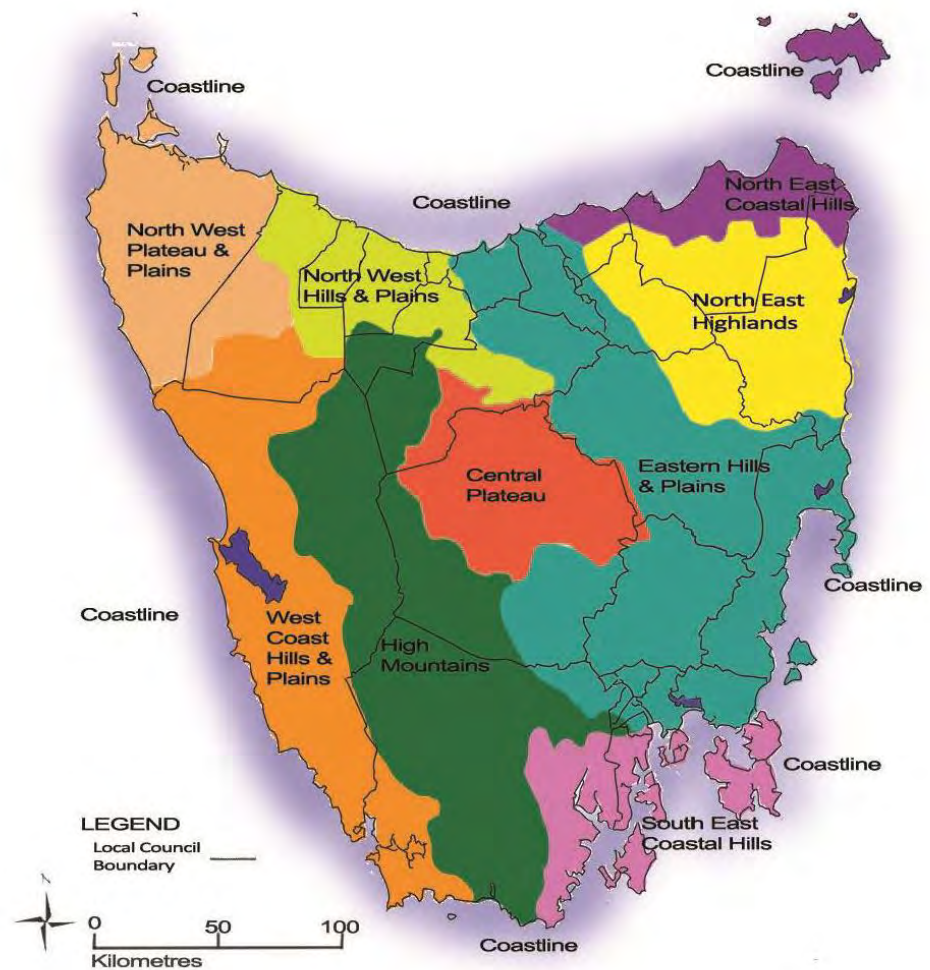 Coastline
Coastline
North East
Coastal Hills
Coastline
North West
Plateau &
Plains
North West
Hills & Plains
North East
Highlands
Central
Plateau
Eastern Hills
& Plains
Coastline
Coastline
West
Coast
Hills &
Plains
High
Mountains
Coastline
South East
Coastal Hills
LEGEND
Local Council
Boundary
N
0 50 100
Kilometres
Coastline